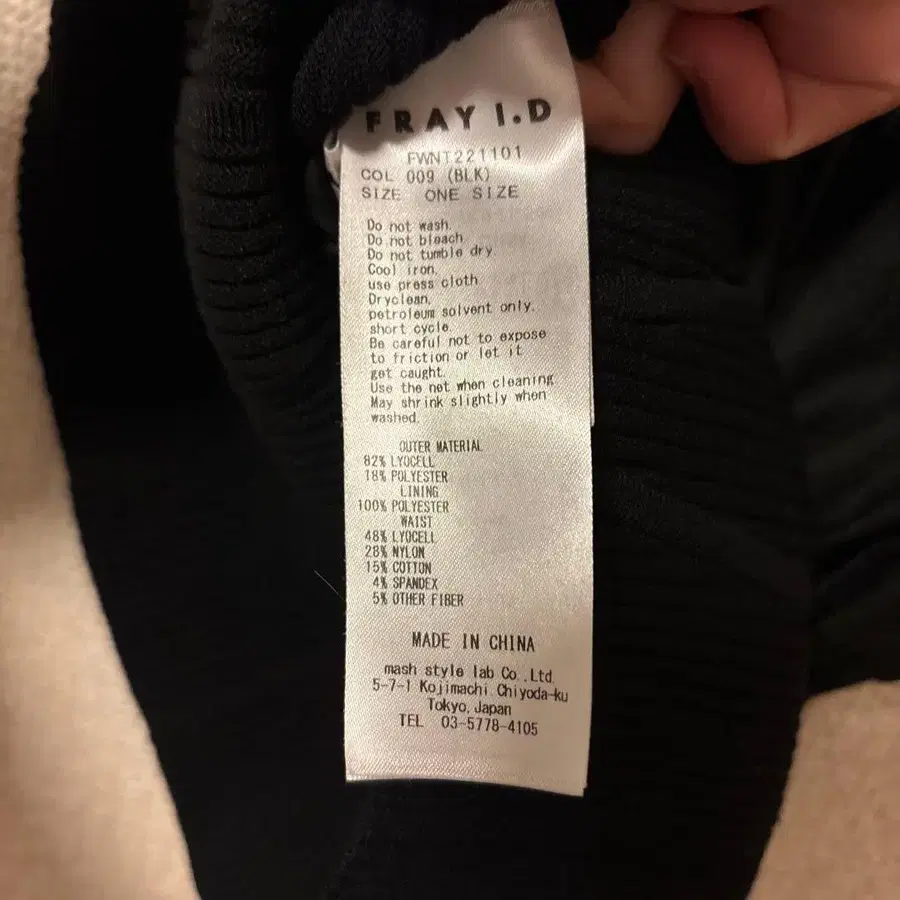 FRAY I.D
FWNT221101
COL 009 (BLK)
SIZE ONE SIZE
Do not wash.
Do not bleach
Do not tumble dry
Cool iron.
use press cloth
Dryclean,
petroleum solvent only.
short cycle.
Be careful not to expose
to friction or let it
get caught.
Use the net when cleaning
May shrink slightly when
washed.
OUTER MATERIAL
82% LYOCELL
18% POLYESTER
LINING
100% POLYESTER
WAIST
48% LYOCELL
28% NYLON
15% COTTON
4% SPANDEX
5% OTHER FIBER
MADE IN CHINA
mash style lab Co.,Ltd
5-7-1 Kojimachi Chiyoda-ku
Tokyo, Japan
TEL 03-5778-4105